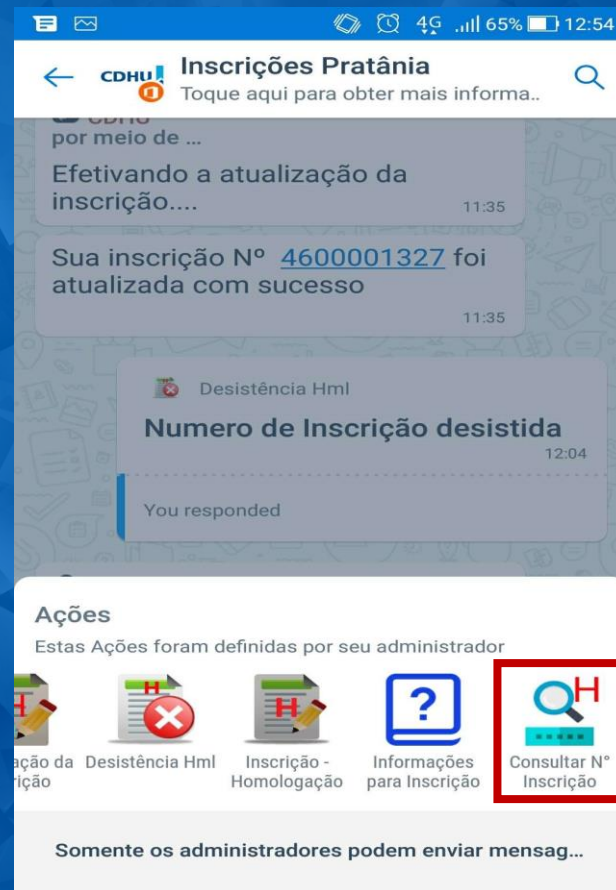 4G 65% 12:54
CDHU Inscrições Pratânia
Toque aqui para obter mais informa..
CDHU
por meio de ...
Efetivando a atualização da
inscrição....
11:35
Sua inscrição Nº 4600001327 foi
atualizada com sucesso
11:35
Desistência Hml
Numero de Inscrição desistida
12:04
You responded
Ações
Estas Ações foram definidas por seu administrador
H H H ? H
ação da Desistência Hml Inscrição - Informações Consultar N°
rição Homologação para Inscrição Inscrição
Somente os administradores podem enviar mensag...